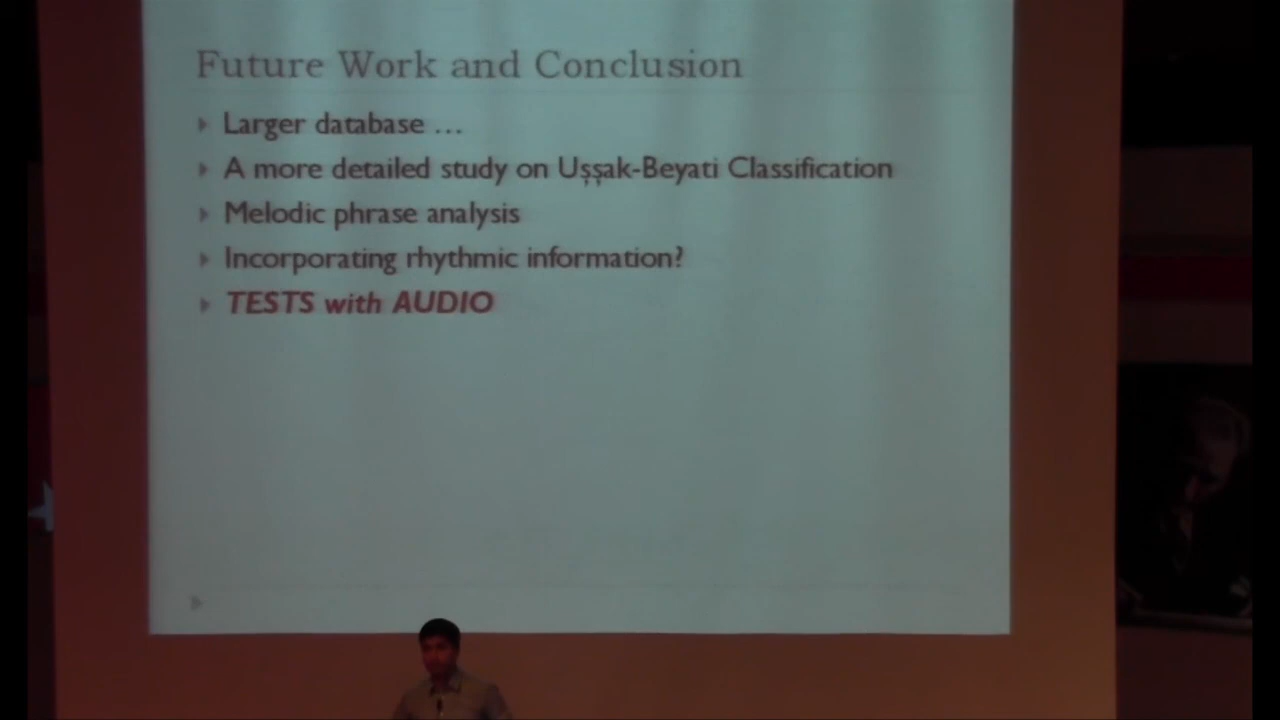 Future Work and Conclusion
Larger database …
A more detailed study on Uşşak-Beyati Classification
Melodic phrase analysis
Incorporating rhythmic information?
TESTS with AUDIO